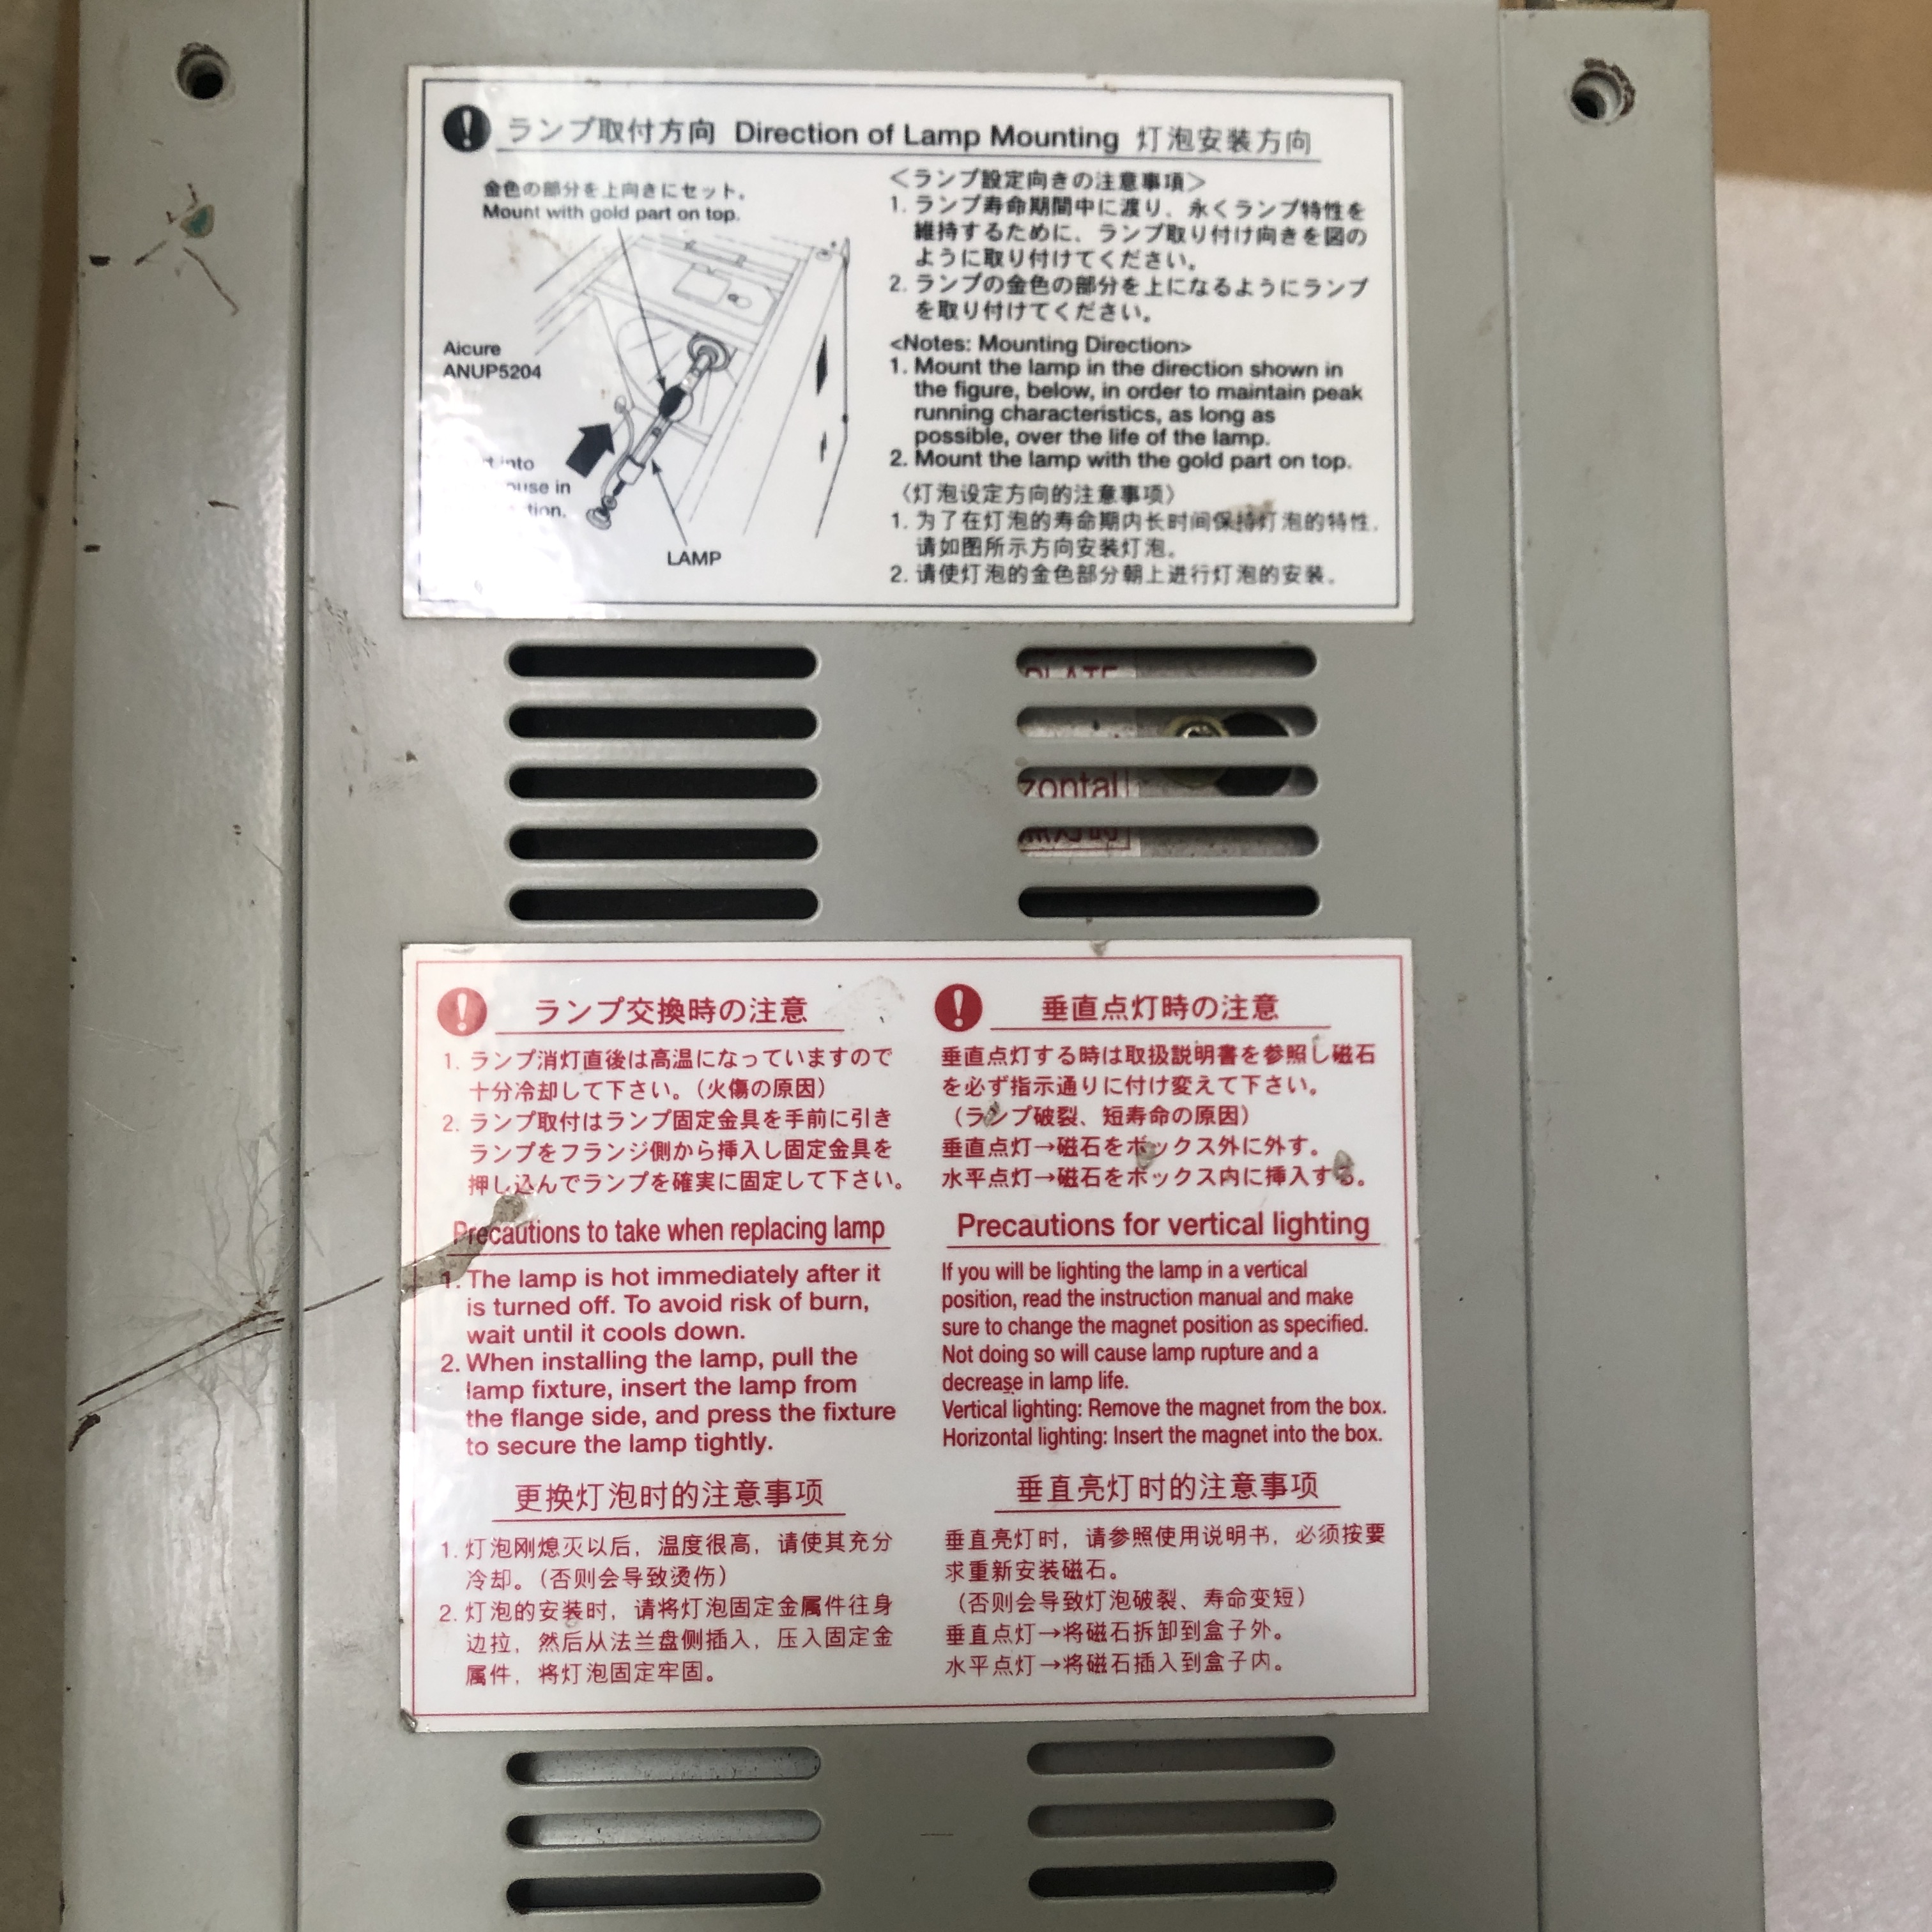 ランプ取付方向 Direction of Lamp Mounting 灯泡安装方向
金色の部分を上向きにセット。
Mount with gold part on top.
Aicure
ANUP5204
into
in
LAMP
＜ランプ設定向きの注意事項＞
1. ランプ寿命期間中に渡り、永くランプ特性を
維持するために、ランプ取り付け向きを図の
ように取り付けてください。
2. ランプの金色の部分を上になるようにランプ
を取り付けてください。
<Notes: Mounting Direction>
1. Mount the lamp in the direction shown in
the figure, below, in order to maintain peak
running characteristics, as long as
possible, over the life of the lamp.
2. Mount the lamp with the gold part on top.
〈灯泡设定方向的注意事项〉
1. 为了在灯泡的寿命期内长时间保持灯泡的特性，
请如图所示方向安装灯泡。
2. 请使灯泡的金色部分朝上进行灯泡的安装。
PLATE
zontal
ランプ交換時の注意
1. ランプ消灯直後は高温になっていますので
十分冷却して下さい。（火傷の原因）
2. ランプ取付はランプ固定金具を手前に引き
ランプをフランジ側から挿入し固定金具を
押し込んでランプを確実に固定して下さい。
Precautions to take when replacing lamp
1. The lamp is hot immediately after it
is turned off. To avoid risk of burn,
wait until it cools down.
2. When installing the lamp, pull the
lamp fixture, insert the lamp from
the flange side, and press the fixture
to secure the lamp tightly.
更换灯泡时的注意事项
1. 灯泡刚熄灭以后，温度很高，请使其充分
冷却。（否则会导致烫伤）
2. 灯泡的安装时，请将灯泡固定金属件往身
边拉，然后从法兰盘侧插入，压入固定金
属件，将灯泡固定牢固。
垂直点灯時の注意
垂直点灯する時は取扱説明書を参照し磁石
を必ず指示通りに付け変えて下さい。
（ランプ破裂、短寿命の原因）
垂直点灯→磁石をボックス外に外す。
水平点灯→磁石をボックス内に挿入する。
Precautions for vertical lighting
If you will be lighting the lamp in a vertical
position, read the instruction manual and make
sure to change the magnet position as specified.
Not doing so will cause lamp rupture and a
decrease in lamp life.
Vertical lighting: Remove the magnet from the box.
Horizontal lighting: Insert the magnet into the box.
垂直亮灯时的注意事项
垂直亮灯时，请参照使用说明书，必须按要
求重新安装磁石。
（否则会导致灯泡破裂、寿命变短）
垂直点灯→将磁石拆卸到盒子外。
水平点灯→将磁石插入到盒子内。